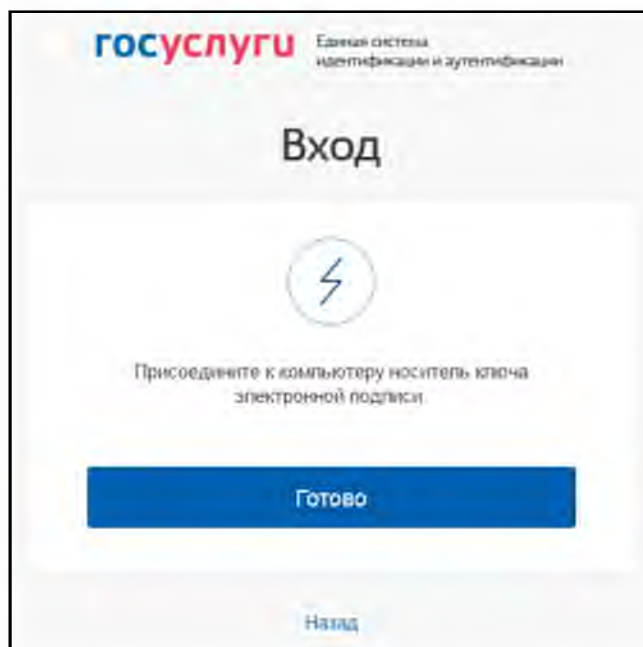 госуслуги
Единая система
идентификации и аутентификации
Вход
Присоедините к компьютеру носитель ключа
электронной подписи
Готово
Назад